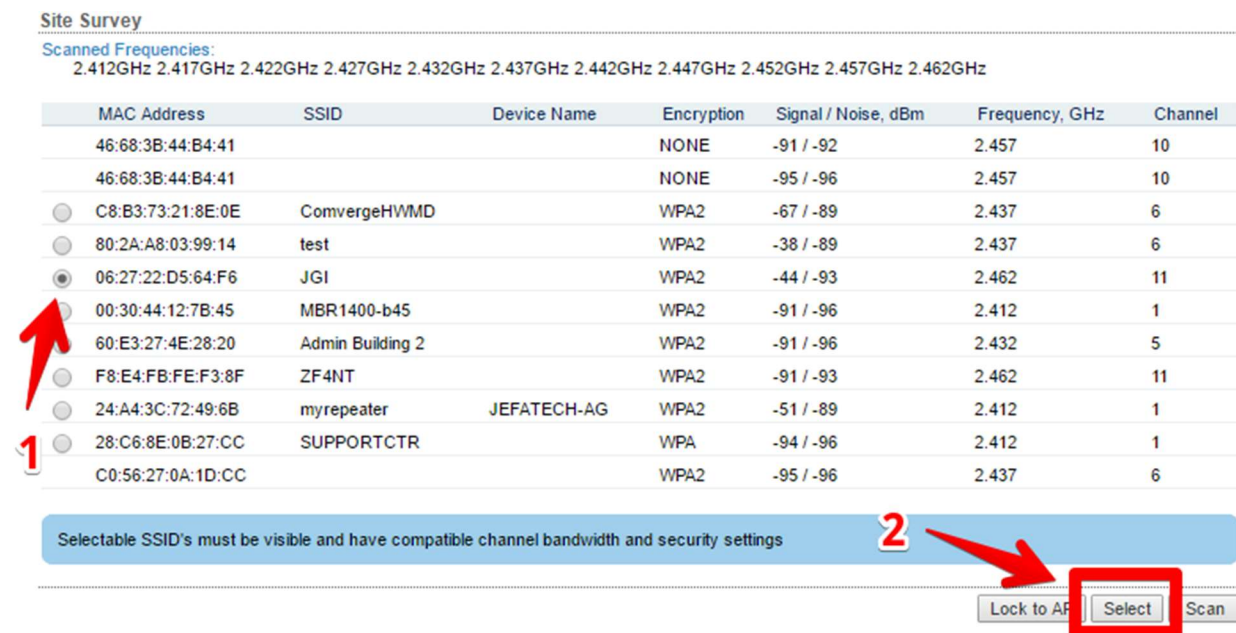 Site Survey
Scanned Frequencies:
2.412GHz 2.417GHz 2.422GHz 2.427GHz 2.432GHz 2.437GHz 2.442GHz 2.447GHz 2.452GHz 2.457GHz 2.462GHz
MAC Address SSID Device Name Encryption Signal / Noise, dBm Frequency, GHz Channel
46:68:3B:44:B4:41 NONE -91 / -92 2.457 10
46:68:3B:44:B4:41 NONE -95 / -96 2.457 10
C8:B3:73:21:8E:0E ComvergeHWMD WPA2 -67 / -89 2.437 6
80:2A:A8:03:99:14 test WPA2 -38 / -89 2.437 6
06:27:22:D5:64:F6 JGI WPA2 -44 / -93 2.462 11
00:30:44:12:7B:45 MBR1400-b45 WPA2 -91 / -96 2.412 1
60:E3:27:4E:28:20 Admin Building 2 WPA2 -91 / -96 2.432 5
F8:E4:FB:FE:F3:8F ZF4NT WPA2 -91 / -93 2.462 11
24:A4:3C:72:49:6B myrepeater JEFATECH-AG WPA2 -51 / -89 2.412 1
1 28:C6:8E:0B:27:CC SUPPORTCTR WPA -94 / -96 2.412 1
C0:56:27:0A:1D:CC WPA2 -95 / -96 2.437 6
Selectable SSID's must be visible and have compatible channel bandwidth and security settings 2
Lock to AP Select Scan